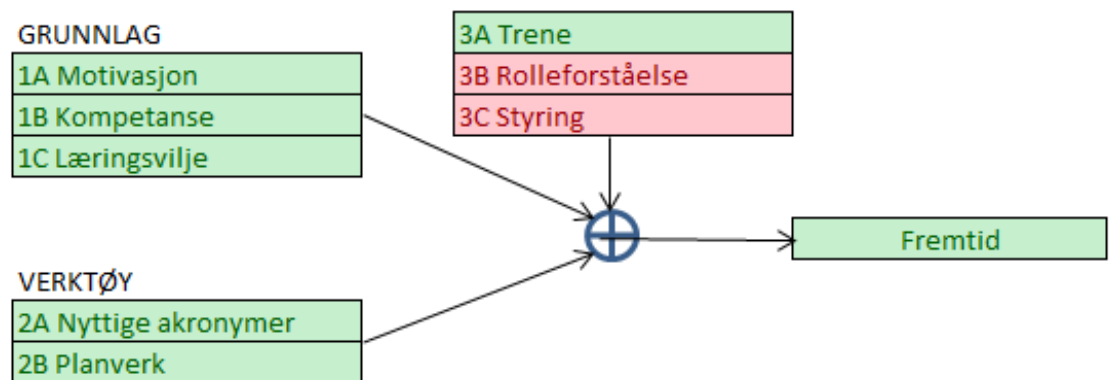 GRUNNLAG
1A Motivasjon
1B Kompetanse
1C Læringsvilje
3A Trene
3B Rolleforståelse
3C Styring
Fremtid
VERKTØY
2A Nyttige akronymer
2B Planverk